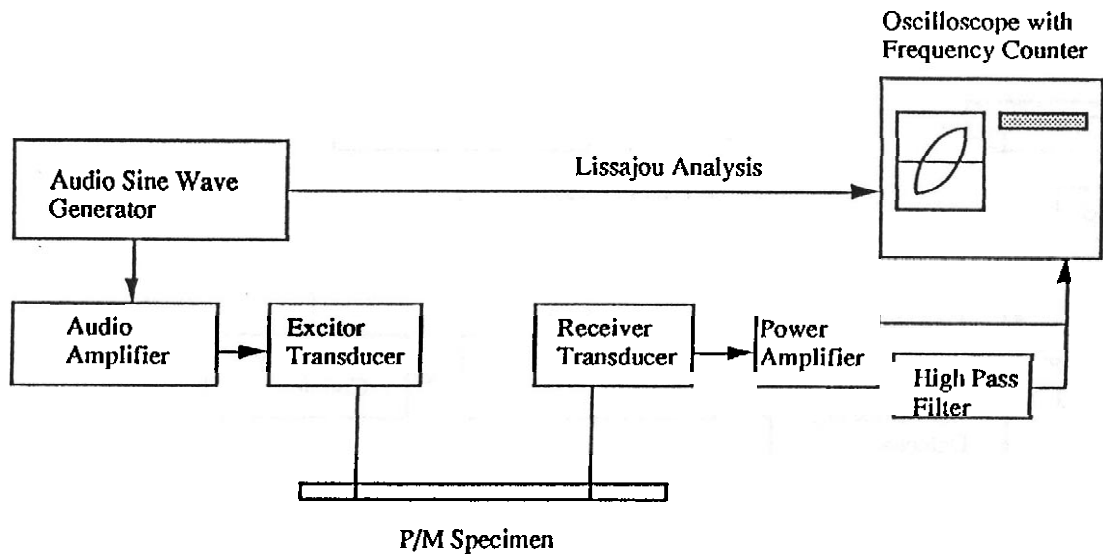 Oscilloscope with
Frequency Counter
Lissajou Analysis
Audio Sine Wave
Generator
Audio
Amplifier
Excitor
Transducer
Receiver
Transducer
Power
Amplifier
High Pass
Filter
P/M Specimen